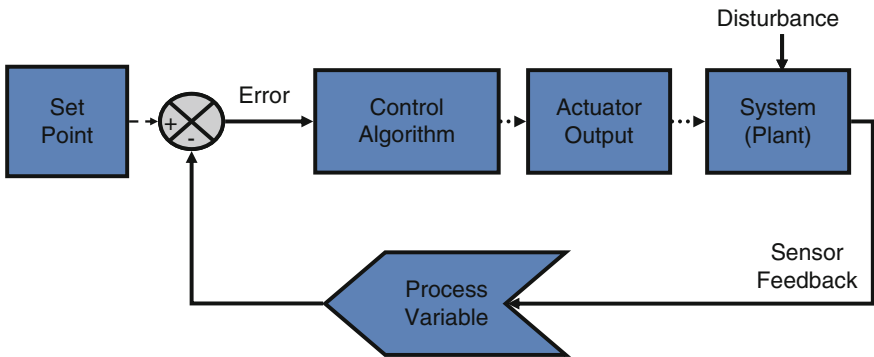 Disturbance
Set
Point
+
-
Error
Control
Algorithm
Actuator
Output
System
(Plant)
Sensor
Feedback
Process
Variable